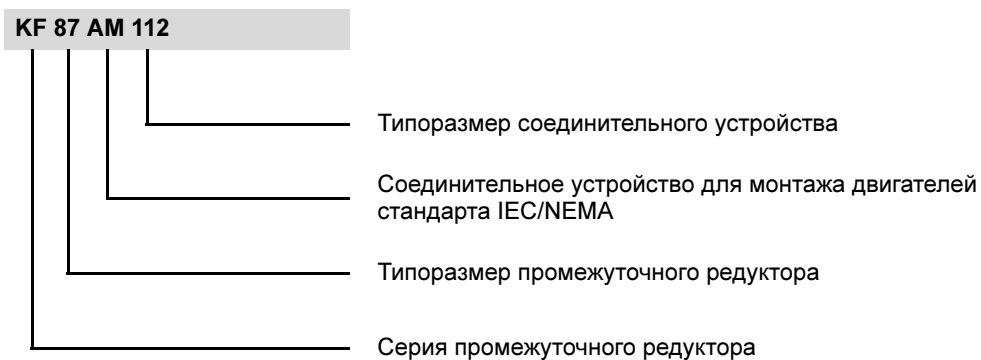 KF 87 AM 112
Типоразмер соединительного устройства
Соединительное устройство для монтажа двигателей
стандарта IEC/NEMA
Типоразмер промежуточного редуктора
Серия промежуточного редуктора